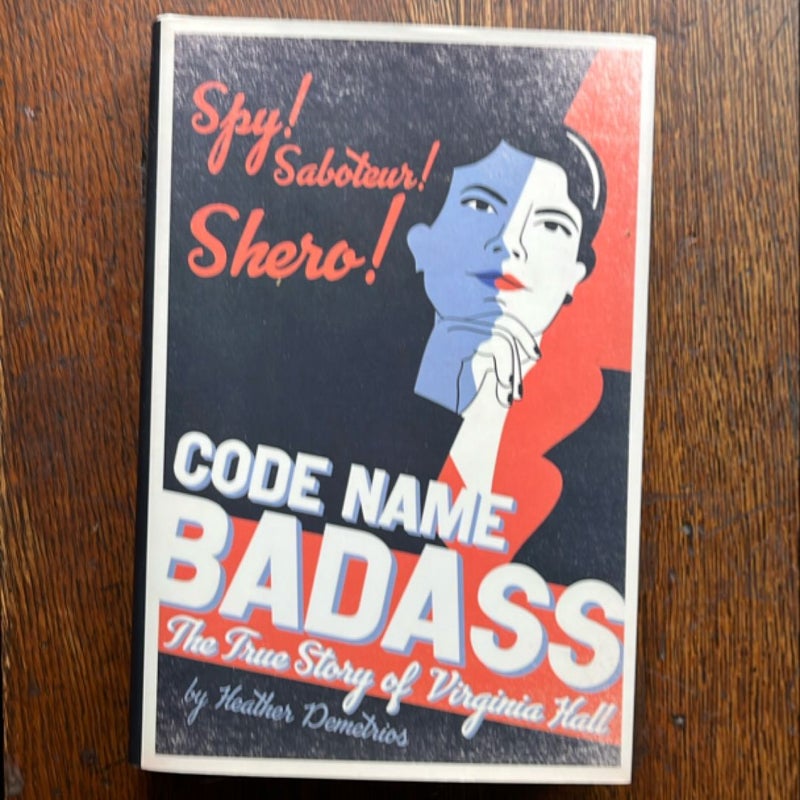 Spy!
Saboteur!
Shero!
CODE NAME
BADASS
The True Story of Virginia Hall
by Heather Demetrios